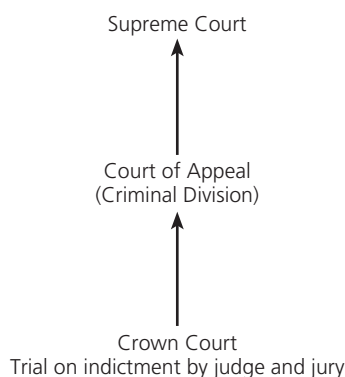 Supreme Court
Court of Appeal
(Criminal Division)
Crown Court
Trial on indictment by judge and jury